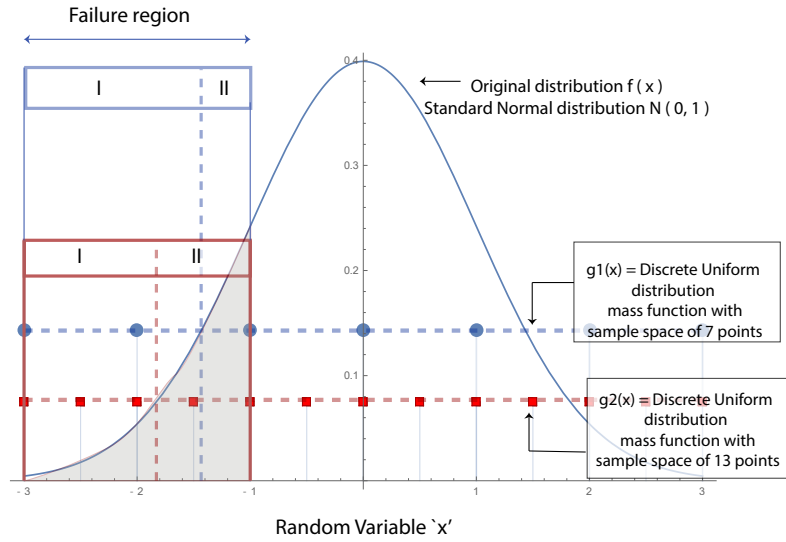 Failure region
I
II
0.4
Original distribution f ( x )
Standard Normal distribution N ( 0, 1 )
0.3
I
II
0.2
g1(x) = Discrete Uniform
distribution
mass function with
sample space of 7 points
0.1
g2(x) = Discrete Uniform
distribution
mass function with
sample space of 13 points
- 3
- 2
- 1
0
1
2
3
Random Variable `x'